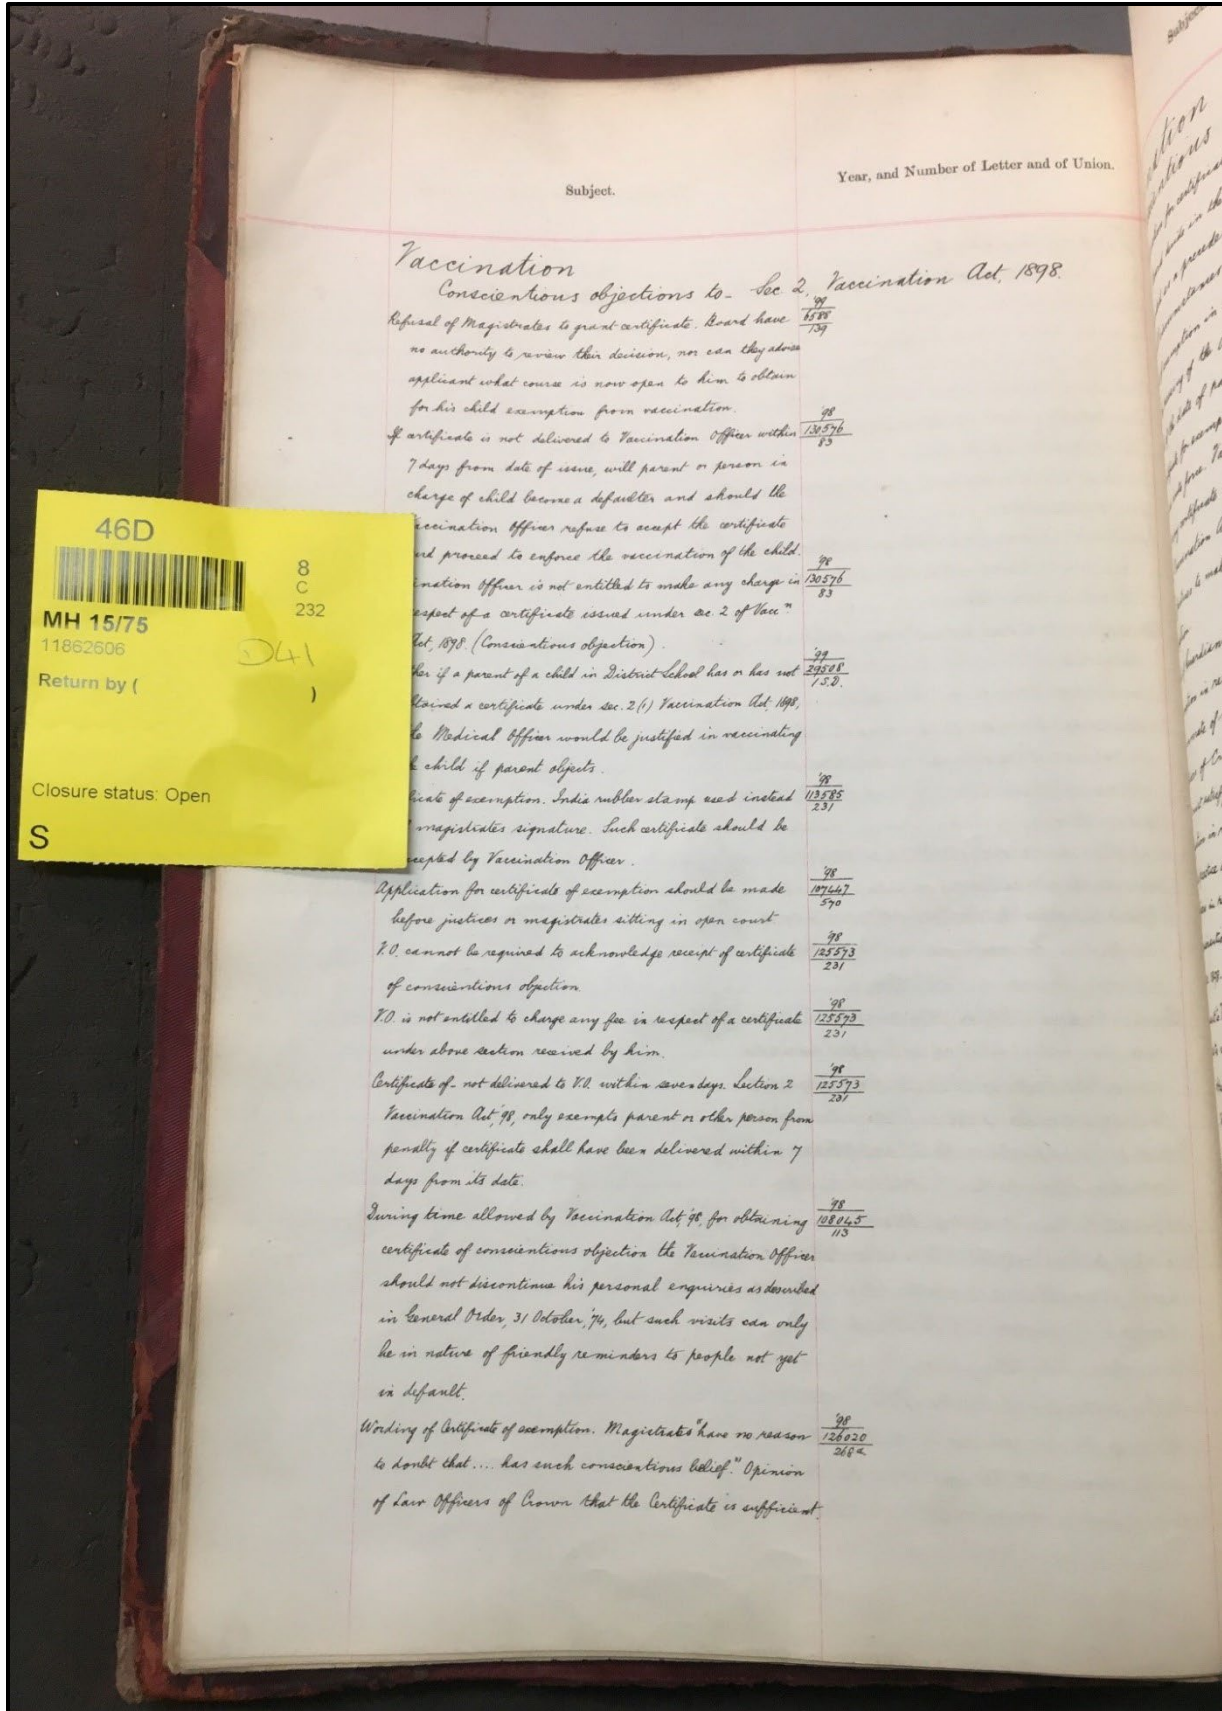 Subject.
Year, and Number of Letter and of Union.
Vaccination
Conscientious objections to - Sec 2, Vaccination Act, 1898.
Refusal of Magistrates to grant certificate. Board have
'99
6588
139
no authority to review their decision, nor can they advise
applicant what course is now open to him to obtain
for his child exemption from vaccination.
If certificate is not delivered to Vaccination Officer within
'98
130576
83
7 days from date of issue, will parent or person in
charge of child become a defaulter and should the
accination Officer refuse to accept the certificate
nd proceed to enforce the vaccination of the child.
ination Officer is not entitled to make any charge in
'98
130576
83
espect of a certificate issued under sec. 2 of Vacc"
Act, 1898. (Conscientious objection).
her if a parent of a child in District School has or has not
'99
29508
1 S.D.
btained a certificate under sec. 2(1) Vaccination Act, 1898,
Medical Officer would be justified in vaccinating
child if parent objects.
ficate of exemption. India rubber stamp used instead
'98
113585
231
magistrates signature. Such certificate should be
ccepted by Vaccination Officer.
Application for certificate of exemption should be made
'98
107447
570
before justices or magistrates sitting in open court
V.O. cannot be required to acknowledge receipt of certificate
'98
125573
231
of conscientious objection.
V.O. is not entitled to charge any fee in respect of a certificate
'98
125573
231
under above section received by him.
Certificate of - not delivered to V.O. within seven days. Section 2
'98
125573
231
Vaccination Act, '98, only exempts parent or other person from
penalty if certificate shall have been delivered within 7
days from its date.
During time allowed by Vaccination Act, '98, for obtaining
'98
108045
113
certificate of conscientious objection the Vaccination Officer
should not discontinue his personal enquiries as described
in General Order, 31 October, '74, but such visits can only
be in nature of friendly reminders to people not yet
in default.
Wording of Certificate of exemption. Magistrates "have no reason
'98
126020
268a
to doubt that .... has such conscientious belief." Opinion
of Law Officers of Crown that the Certificate is sufficient.
46D
8
C
232
MH 15/75
11862606
D41
Return by ( )
Closure status: Open
S